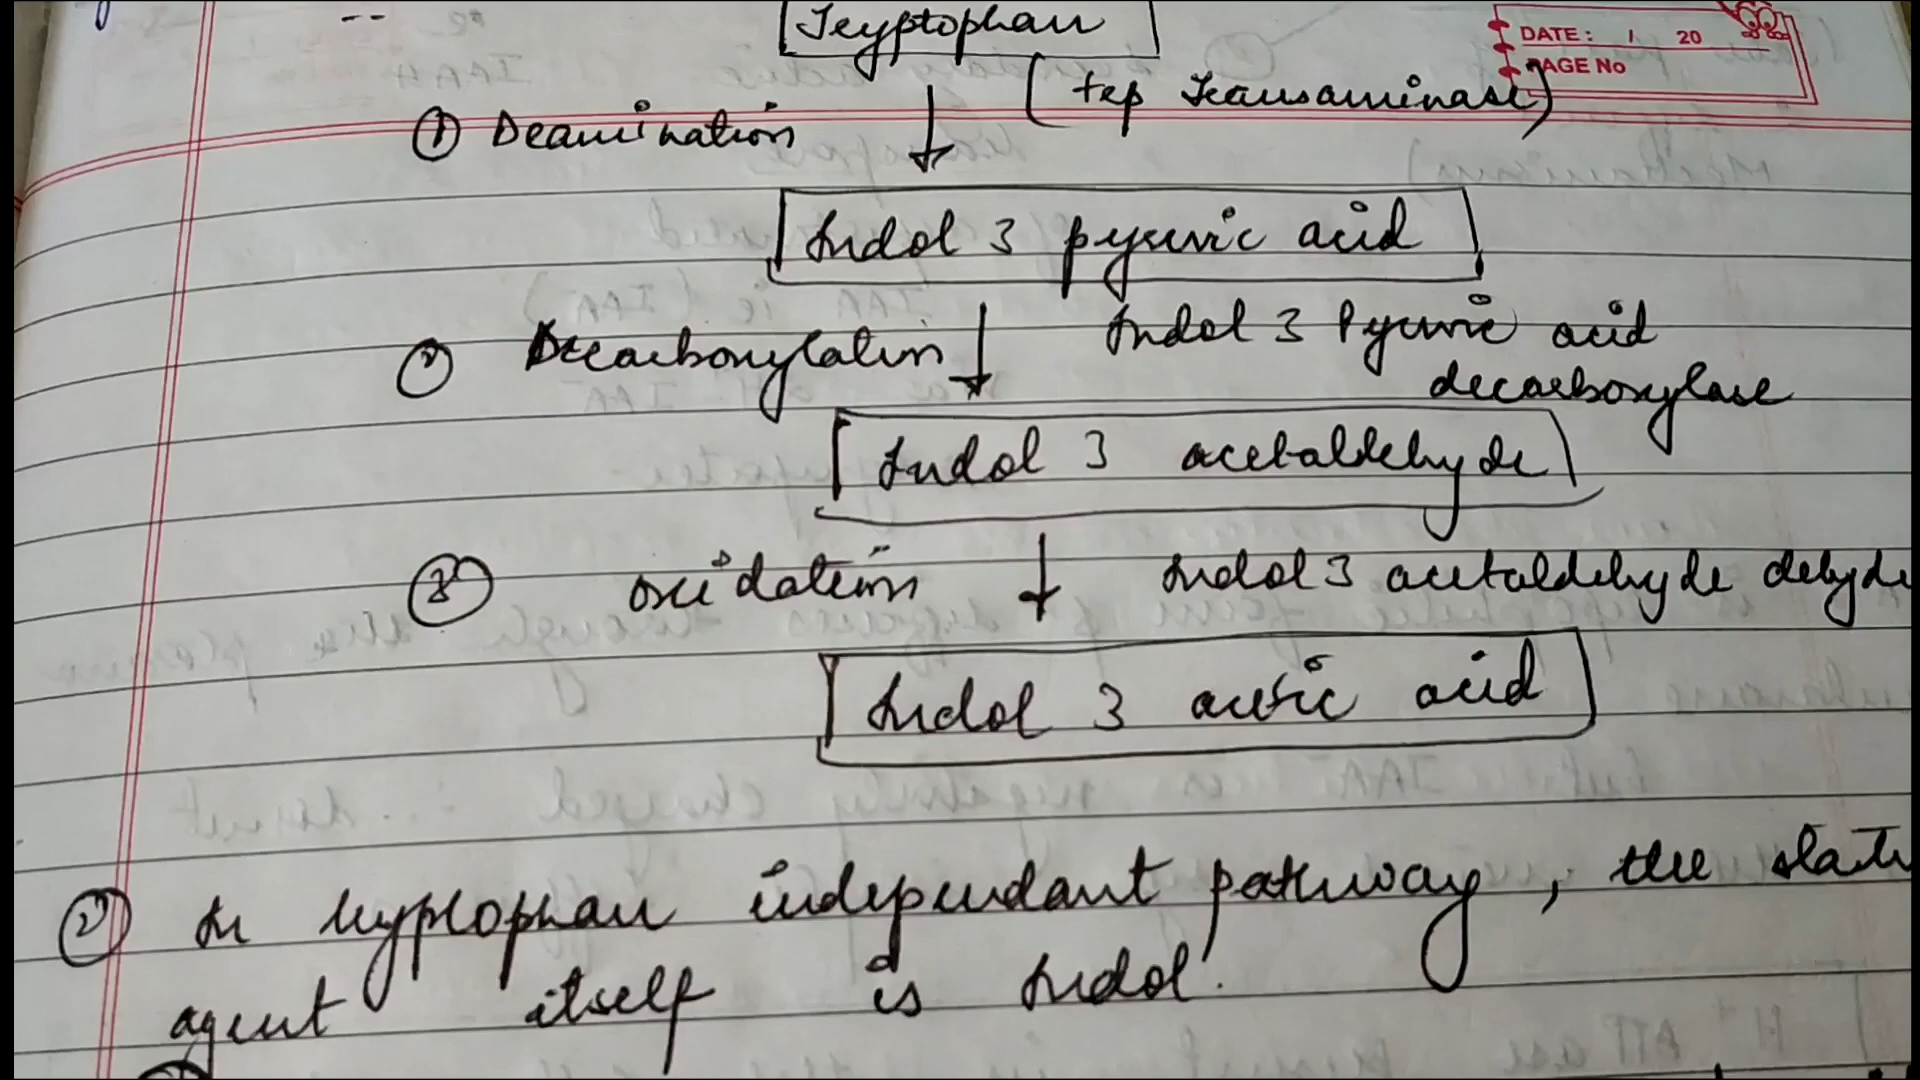 Tryptophan
DATE: / 20
PAGE No
(trp Transaminase)
① Deamination
Indol 3 pyruvic acid
② Decarboxylation Indol 3 Pyruvic acid
decarboxylase
Indol 3 acetaldehyde
③ oxidation Indol 3 acetaldehyde dehyde
Indol 3 acetic acid
② In tryptophan independant pathway, the
agent itself is Indol.